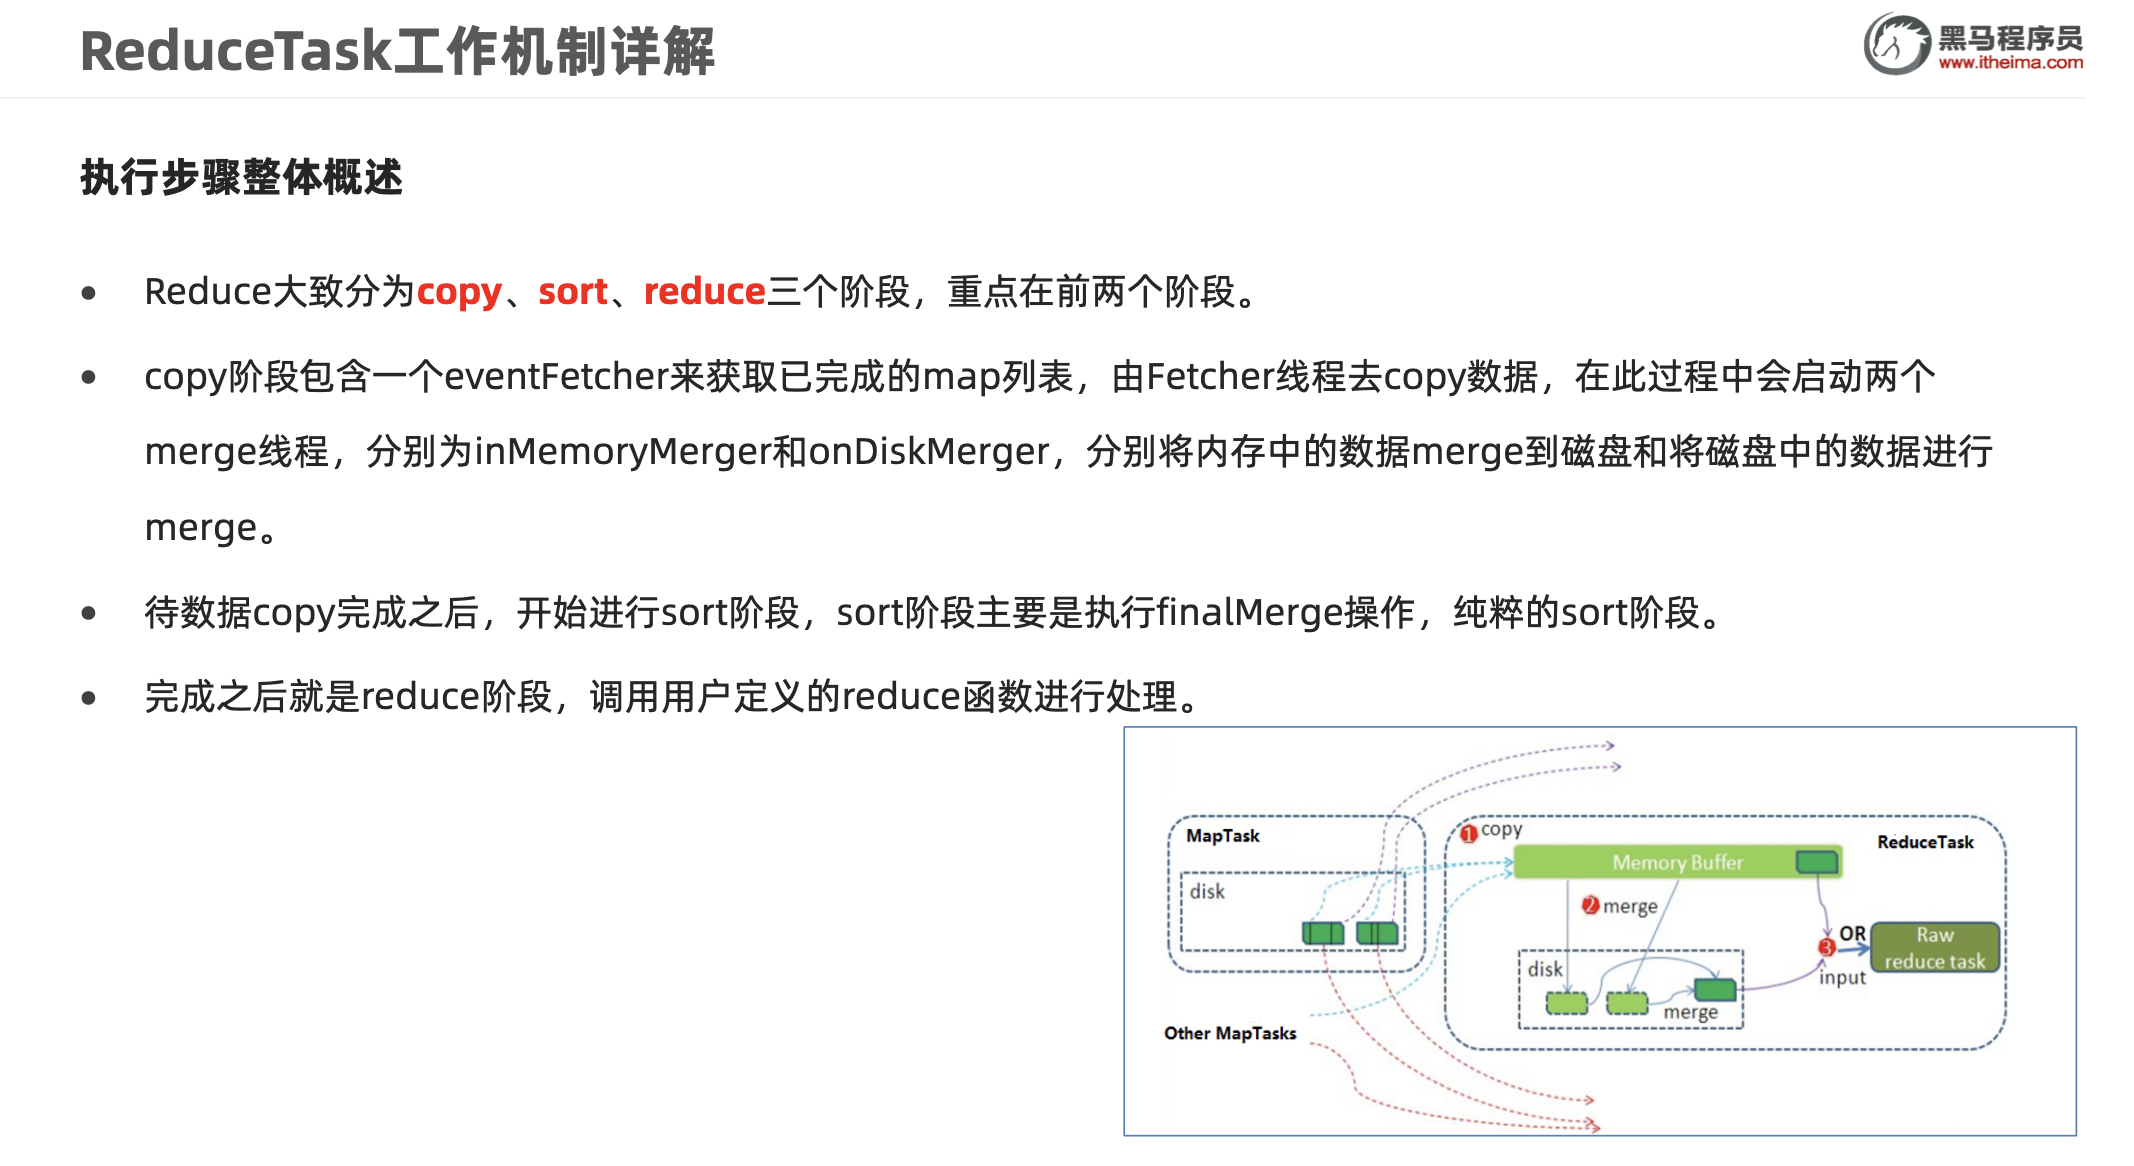 ReduceTask工作机制详解
黑马程序员
www.itheima.com
执行步骤整体概述
• Reduce大致分为copy、sort、reduce三个阶段，重点在前两个阶段。
• copy阶段包含一个eventFetcher来获取已完成的map列表，由Fetcher线程去copy数据，在此过程中会启动两个
merge线程，分别为inMemoryMerger和onDiskMerger，分别将内存中的数据merge到磁盘和将磁盘中的数据进行
merge。
• 待数据copy完成之后，开始进行sort阶段，sort阶段主要是执行finalMerge操作，纯粹的sort阶段。
• 完成之后就是reduce阶段，调用用户定义的reduce函数进行处理。
MapTask
disk
Other MapTasks
1 copy
ReduceTask
Memory Buffer
2 merge
disk
merge
3
OR
input
Raw
reduce task